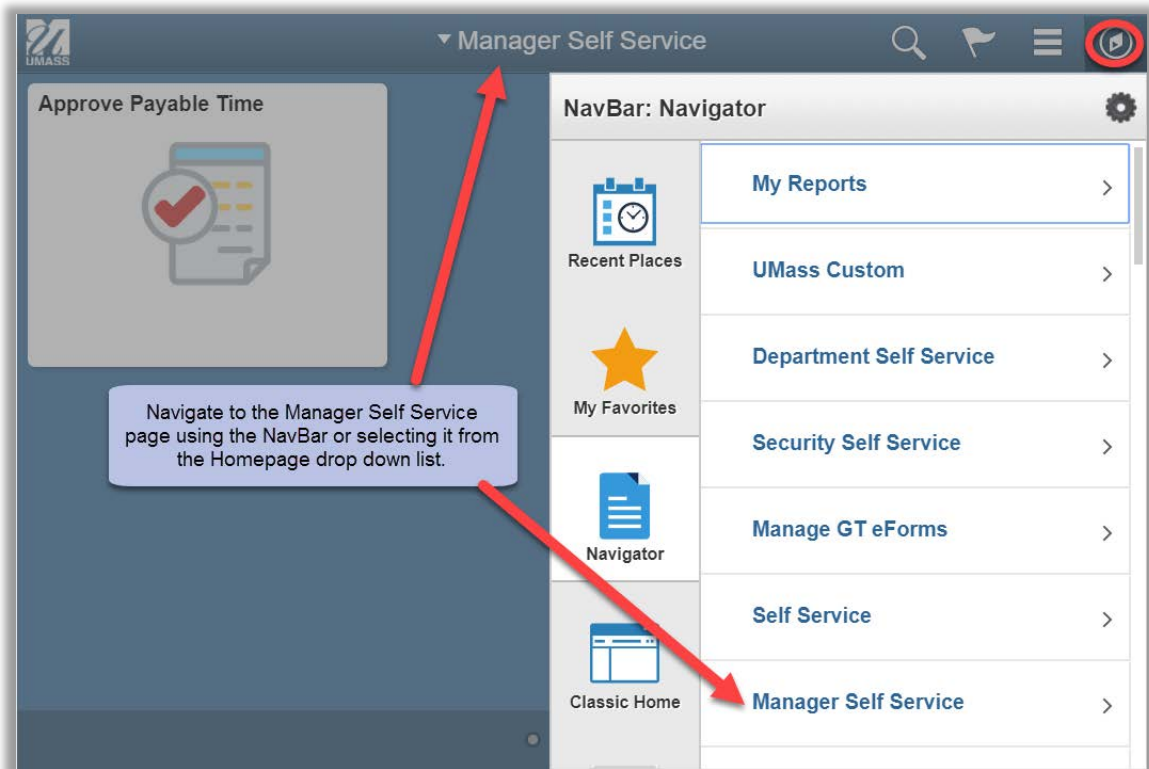 UMASS
Manager Self Service
Approve Payable Time
NavBar: Navigator
Recent Places
My Favorites
Navigator
Classic Home
My Reports
UMass Custom
Department Self Service
Security Self Service
Manage GT eForms
Self Service
Manager Self Service
Navigate to the Manager Self Service
page using the NavBar or selecting it from
the Homepage drop down list.